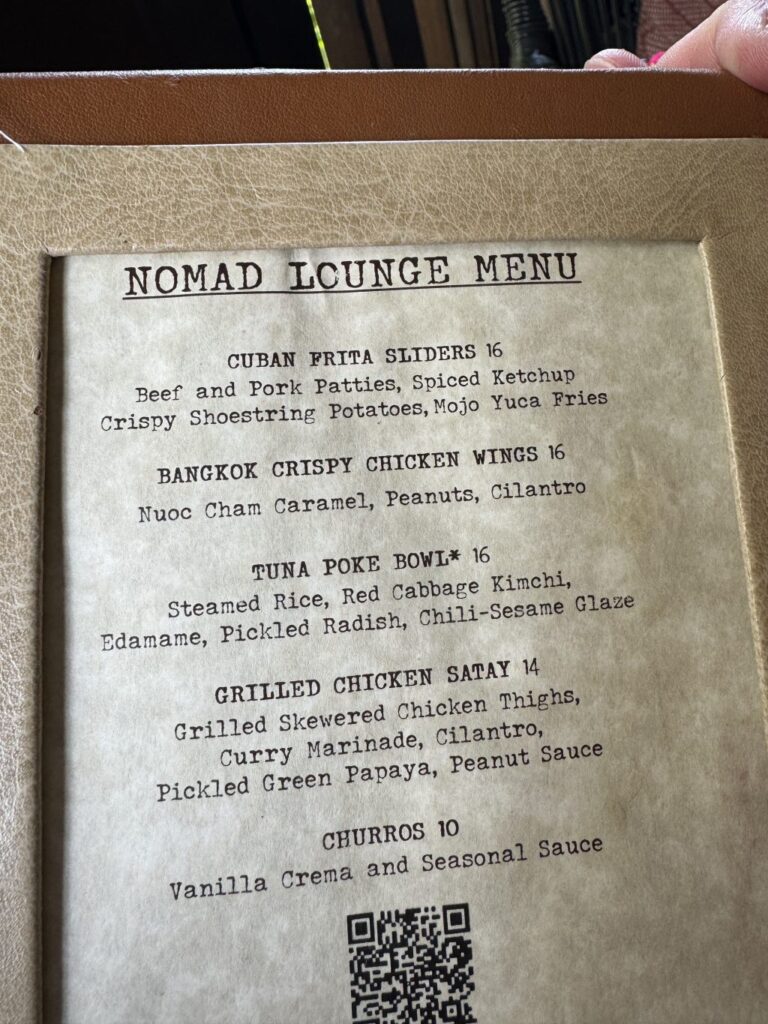 NOMAD LOUNGE MENU
CUBAN FRITA SLIDERS 16
Beef and Pork Patties, Spiced Ketchup
Crispy Shoestring Potatoes, Mojo Yuca Fries
BANGKOK CRISPY CHICKEN WINGS 16
Nuoc Cham Caramel, Peanuts, Cilantro
TUNA POKE BOWL* 16
Steamed Rice, Red Cabbage Kimchi,
Edamame, Pickled Radish, Chili-Sesame Glaze
GRILLED CHICKEN SATAY 14
Grilled Skewered Chicken Thighs,
Curry Marinade, Cilantro,
Pickled Green Papaya, Peanut Sauce
CHURROS 10
Vanilla Crema and Seasonal Sauce